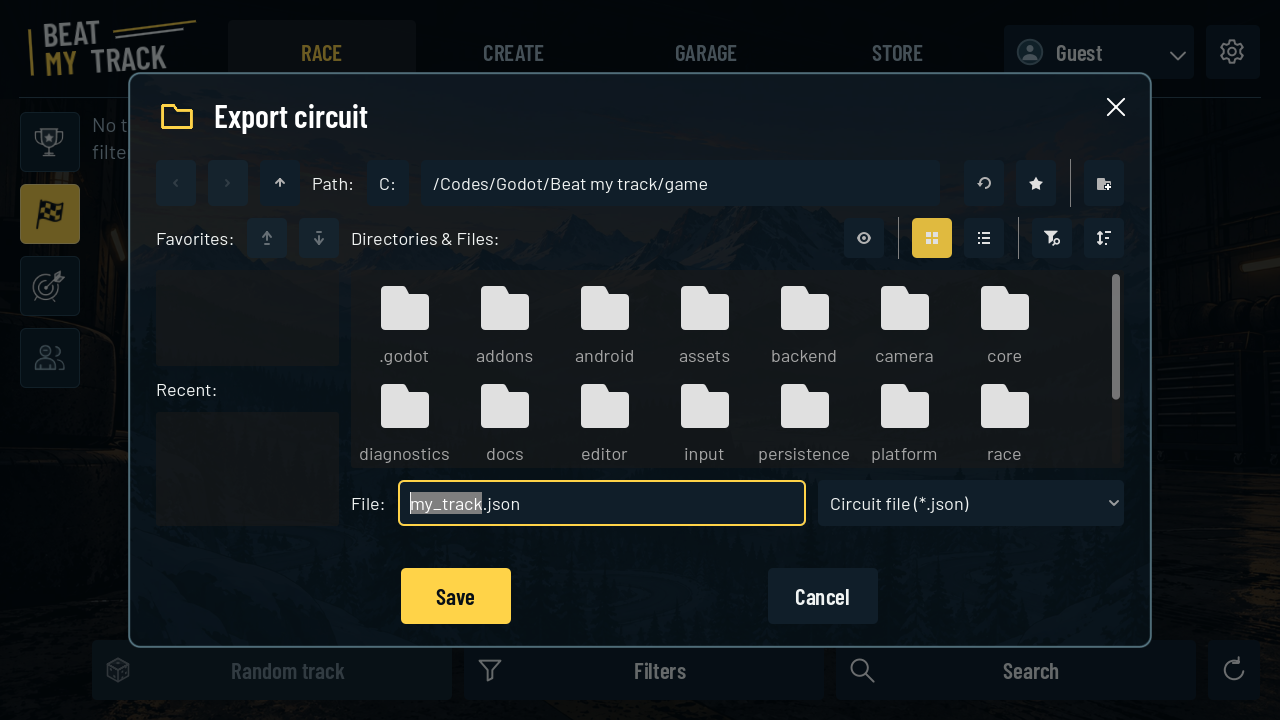 BEAT
MY TRACK
RACE
CREATE
GARAGE
STORE
Guest
No t
filte
Export circuit
Path:
C:
/Codes/Godot/Beat my track/game
Favorites:
Directories & Files:
.godot
addons
android
assets
backend
camera
core
Recent:
diagnostics
docs
editor
input
persistence
platform
race
File:
my_track.json
Circuit file (*.json)
Save
Cancel
Random track
Filters
Search